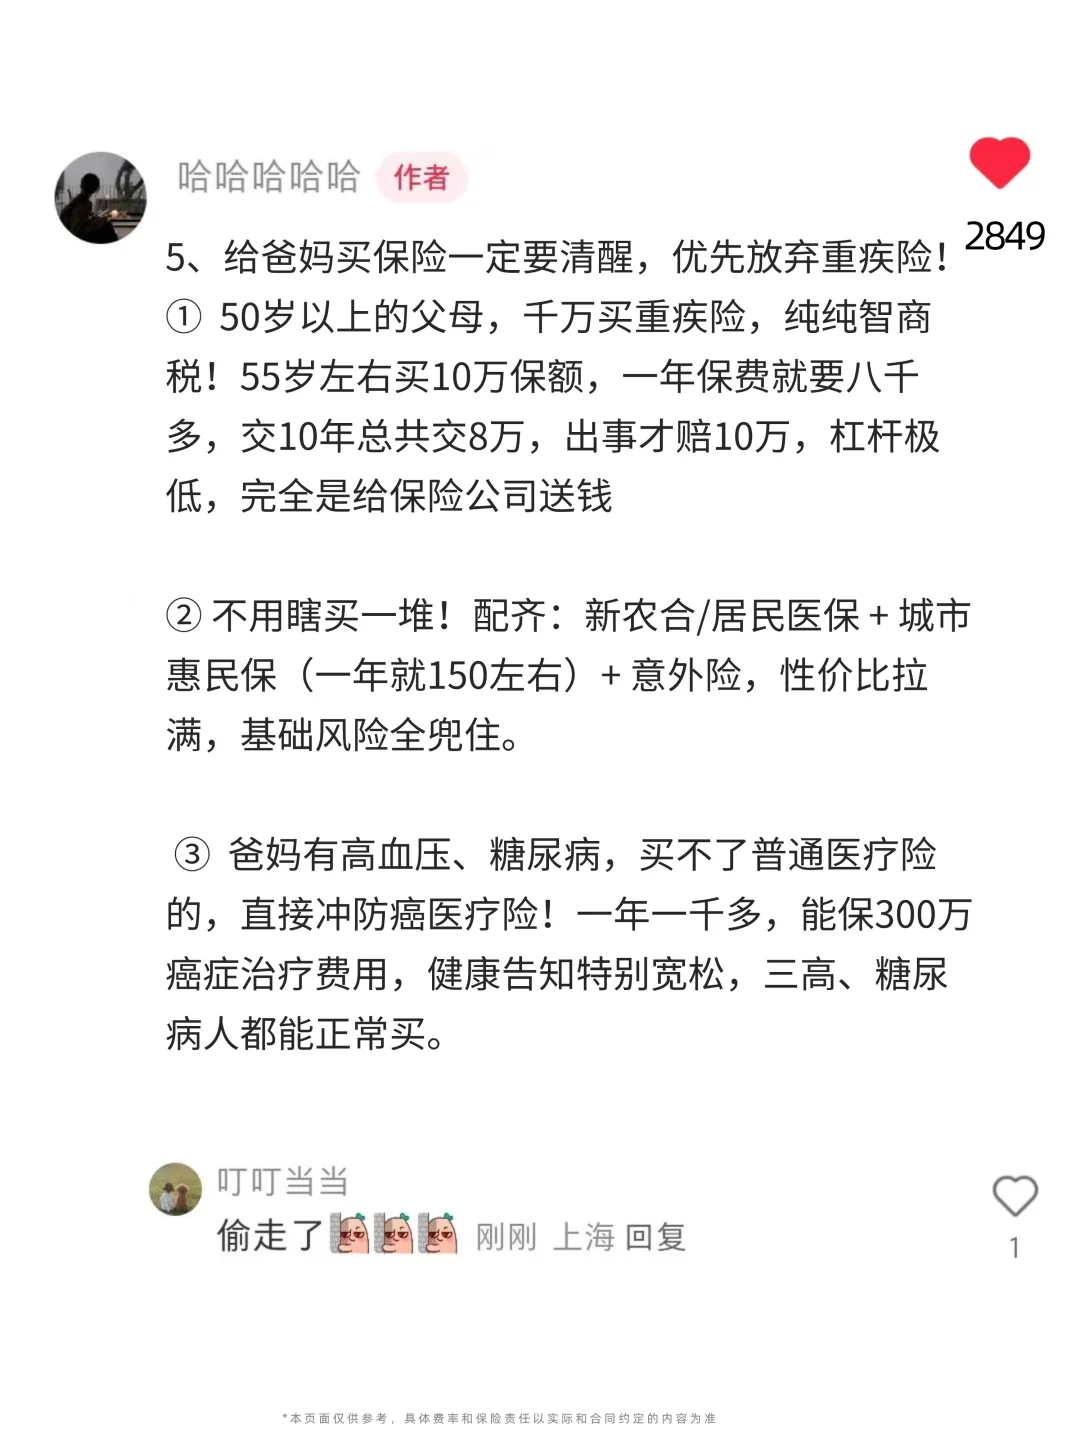 哈哈哈哈哈 作者
2849
5、给爸妈买保险一定要清醒，优先放弃重疾险！
① 50岁以上的父母，千万买重疾险，纯纯智商
税！55岁左右买10万保额，一年保费就要八千
多，交10年总共交8万，出事才赔10万，杠杆极
低，完全是给保险公司送钱
② 不用瞎买一堆！配齐：新农合/居民医保 + 城市
惠民保（一年就150左右）+ 意外险，性价比拉
满，基础风险全兜住。
③ 爸妈有高血压、糖尿病，买不了普通医疗险
的，直接冲防癌医疗险！一年一千多，能保300万
癌症治疗费用，健康告知特别宽松，三高、糖尿
病人都能正常买。
叮叮当当
偷走了 刚刚 上海 回复
1
*本页面仅供参考，具体费率和保险责任以实际和合同约定的内容为准